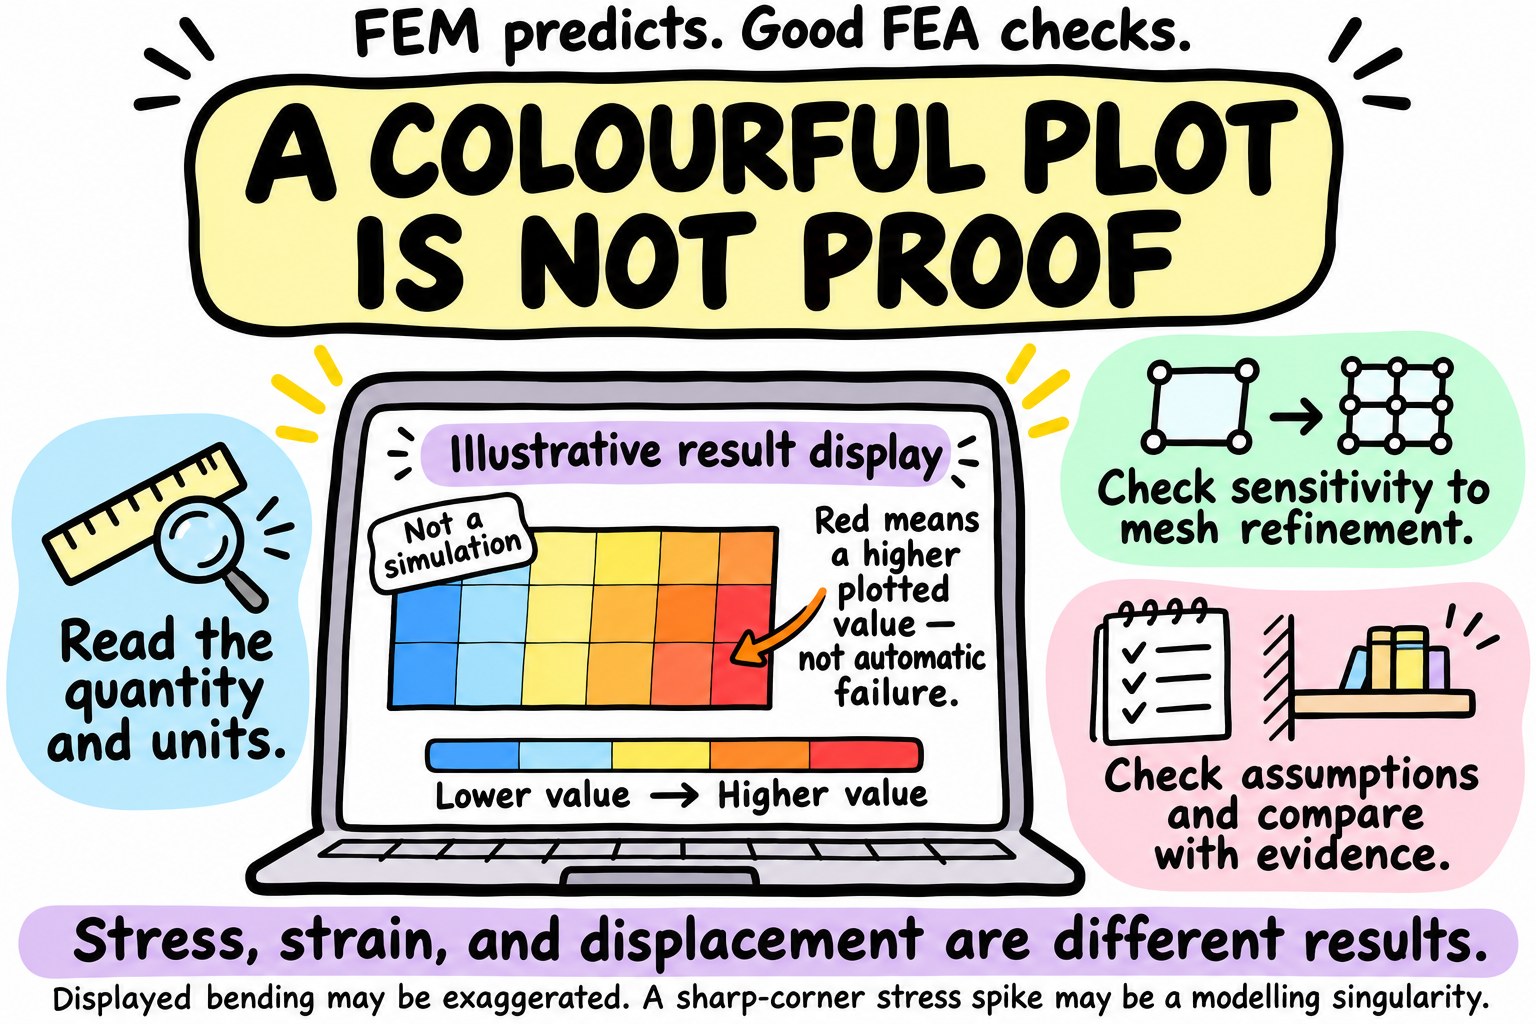 FEM predicts. Good FEA checks.
A COLOURFUL PLOT
IS NOT PROOF
Read the
quantity
and units.
Illustrative result display
Not a
simulation
Red means
a higher
plotted
value —
not automatic
failure.
Lower value → Higher value
Check sensitivity to
mesh refinement.
Check assumptions
and compare
with evidence.
Stress, strain, and displacement are different results.
Displayed bending may be exaggerated. A sharp-corner stress spike may be a modelling singularity.